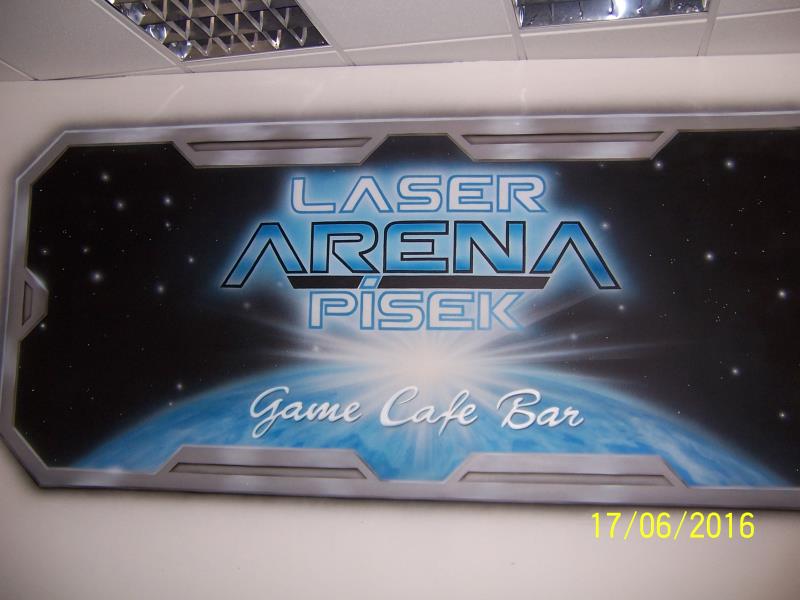 LASER
ARENA
PÍSEK
Game Cafe Bar
17/06/2016